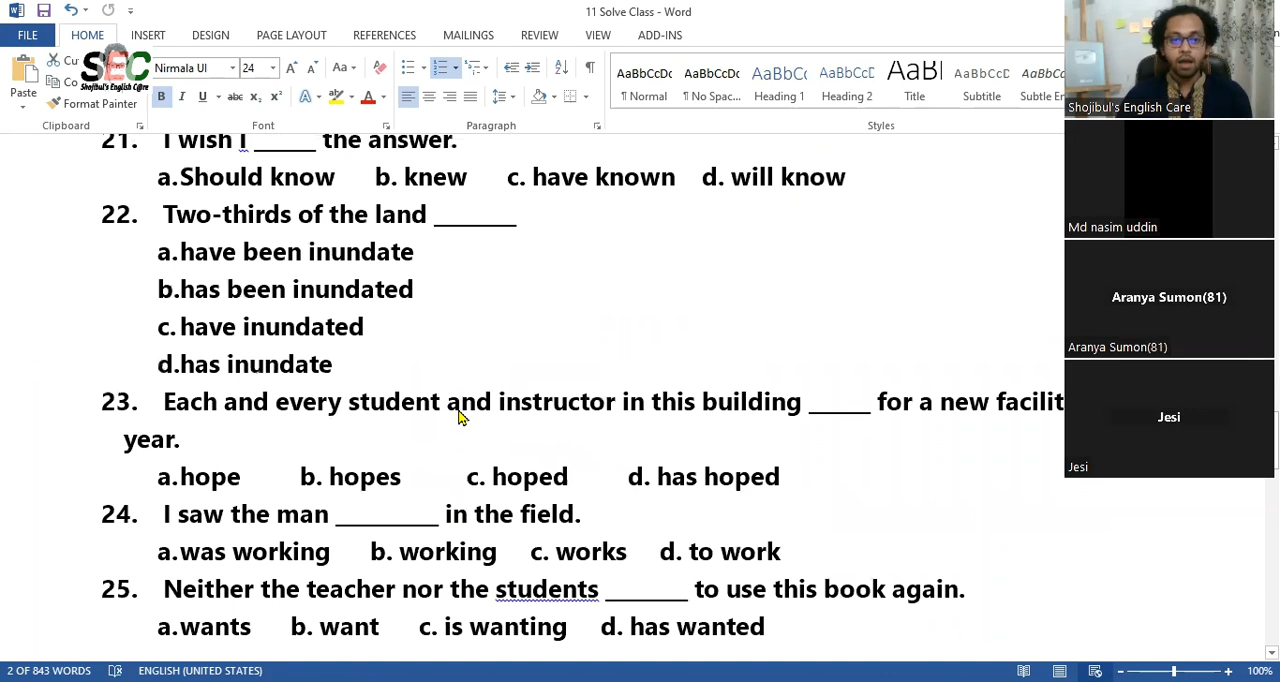 11 Solve Class - Word
FILE HOME INSERT DESIGN PAGE LAYOUT REFERENCES MAILINGS REVIEW VIEW ADD-INS
Paste Format Painter
SEC
Shojibul's English Care
Nirmala UI 24
AaBbCcDc AaBbCcDc AaBbCc AaBbCcC AaBl AaBbCcD AaBbCcDc
¶ Normal ¶ No Spac... Heading 1 Heading 2 Title Subtitle Subtle Em
Clipboard Font Paragraph Styles
21. I wish I _____ the answer.
a.Should know b. knew c. have known d. will know
22. Two-thirds of the land _______
a.have been inundate
b.has been inundated
c. have inundated
d.has inundate
23. Each and every student and instructor in this building _____ for a new facilit
year.
a.hope b. hopes c. hoped d. has hoped
24. I saw the man _________ in the field.
a.was working b. working c. works d. to work
25. Neither the teacher nor the students _______ to use this book again.
a.wants b. want c. is wanting d. has wanted
2 OF 843 WORDS ENGLISH (UNITED STATES) 100%
Shojibul's English Care
Md nasim uddin
Aranya Sumon(81)
Aranya Sumon(81)
Jesi
Jesi